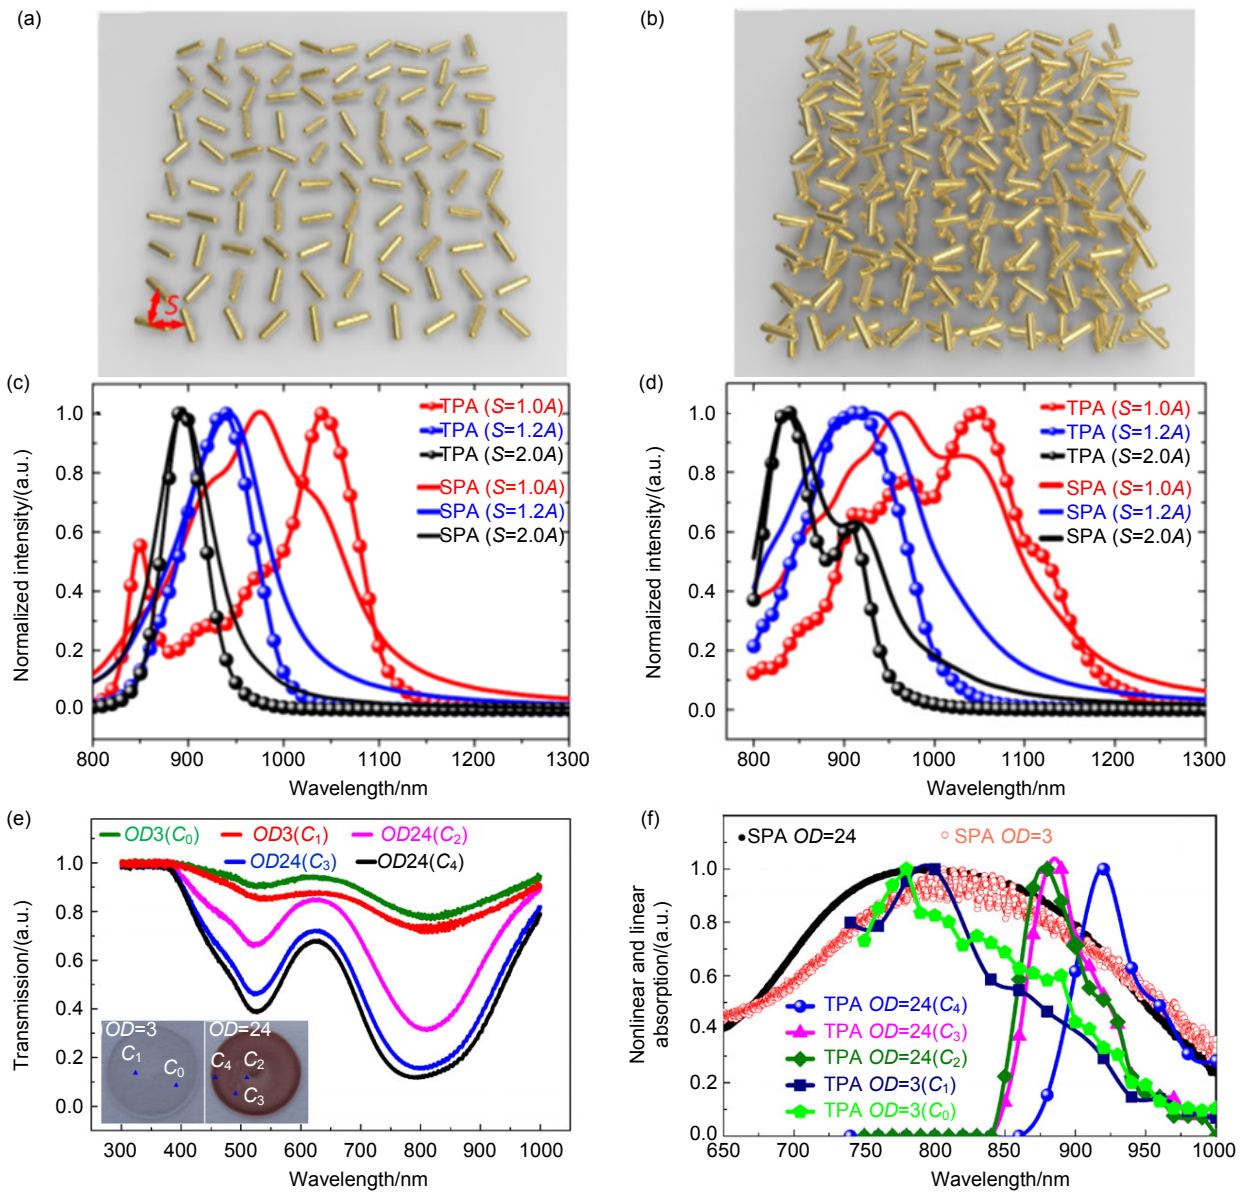 (a)
(b)
S
(c)
(d)
TPA (S=1.0A)
TPA (S=1.2A)
TPA (S=2.0A)
SPA (S=1.0A)
SPA (S=1.2A)
SPA (S=2.0A)
Normalized intensity/(a.u.)
1.0
0.8
0.6
0.4
0.2
0.0
800 900 1000 1100 1200 1300
Wavelength/nm
TPA (S=1.0A)
TPA (S=1.2A)
TPA (S=2.0A)
SPA (S=1.0A)
SPA (S=1.2A)
SPA (S=2.0A)
Normalized intensity/(a.u.)
1.0
0.8
0.6
0.4
0.2
0.0
800 900 1000 1100 1200 1300
Wavelength/nm
(e)
OD3(C0) OD3(C1) OD24(C2)
OD24(C3) OD24(C4)
Transmission/(a.u.)
1.0
0.8
0.6
0.4
0.2
0.0
OD=3 OD=24
C1 C0
C4 C2
C3
300 400 500 600 700 800 900 1000
Wavelength/nm
(f)
SPA OD=24 SPA OD=3
Nonlinear and linear
absorption/(a.u.)
1.0
0.8
0.6
0.4
0.2
0.0
TPA OD=24(C4)
TPA OD=24(C3)
TPA OD=24(C2)
TPA OD=3(C1)
TPA OD=3(C0)
650 700 750 800 850 900 950 1000
Wavelength/nm